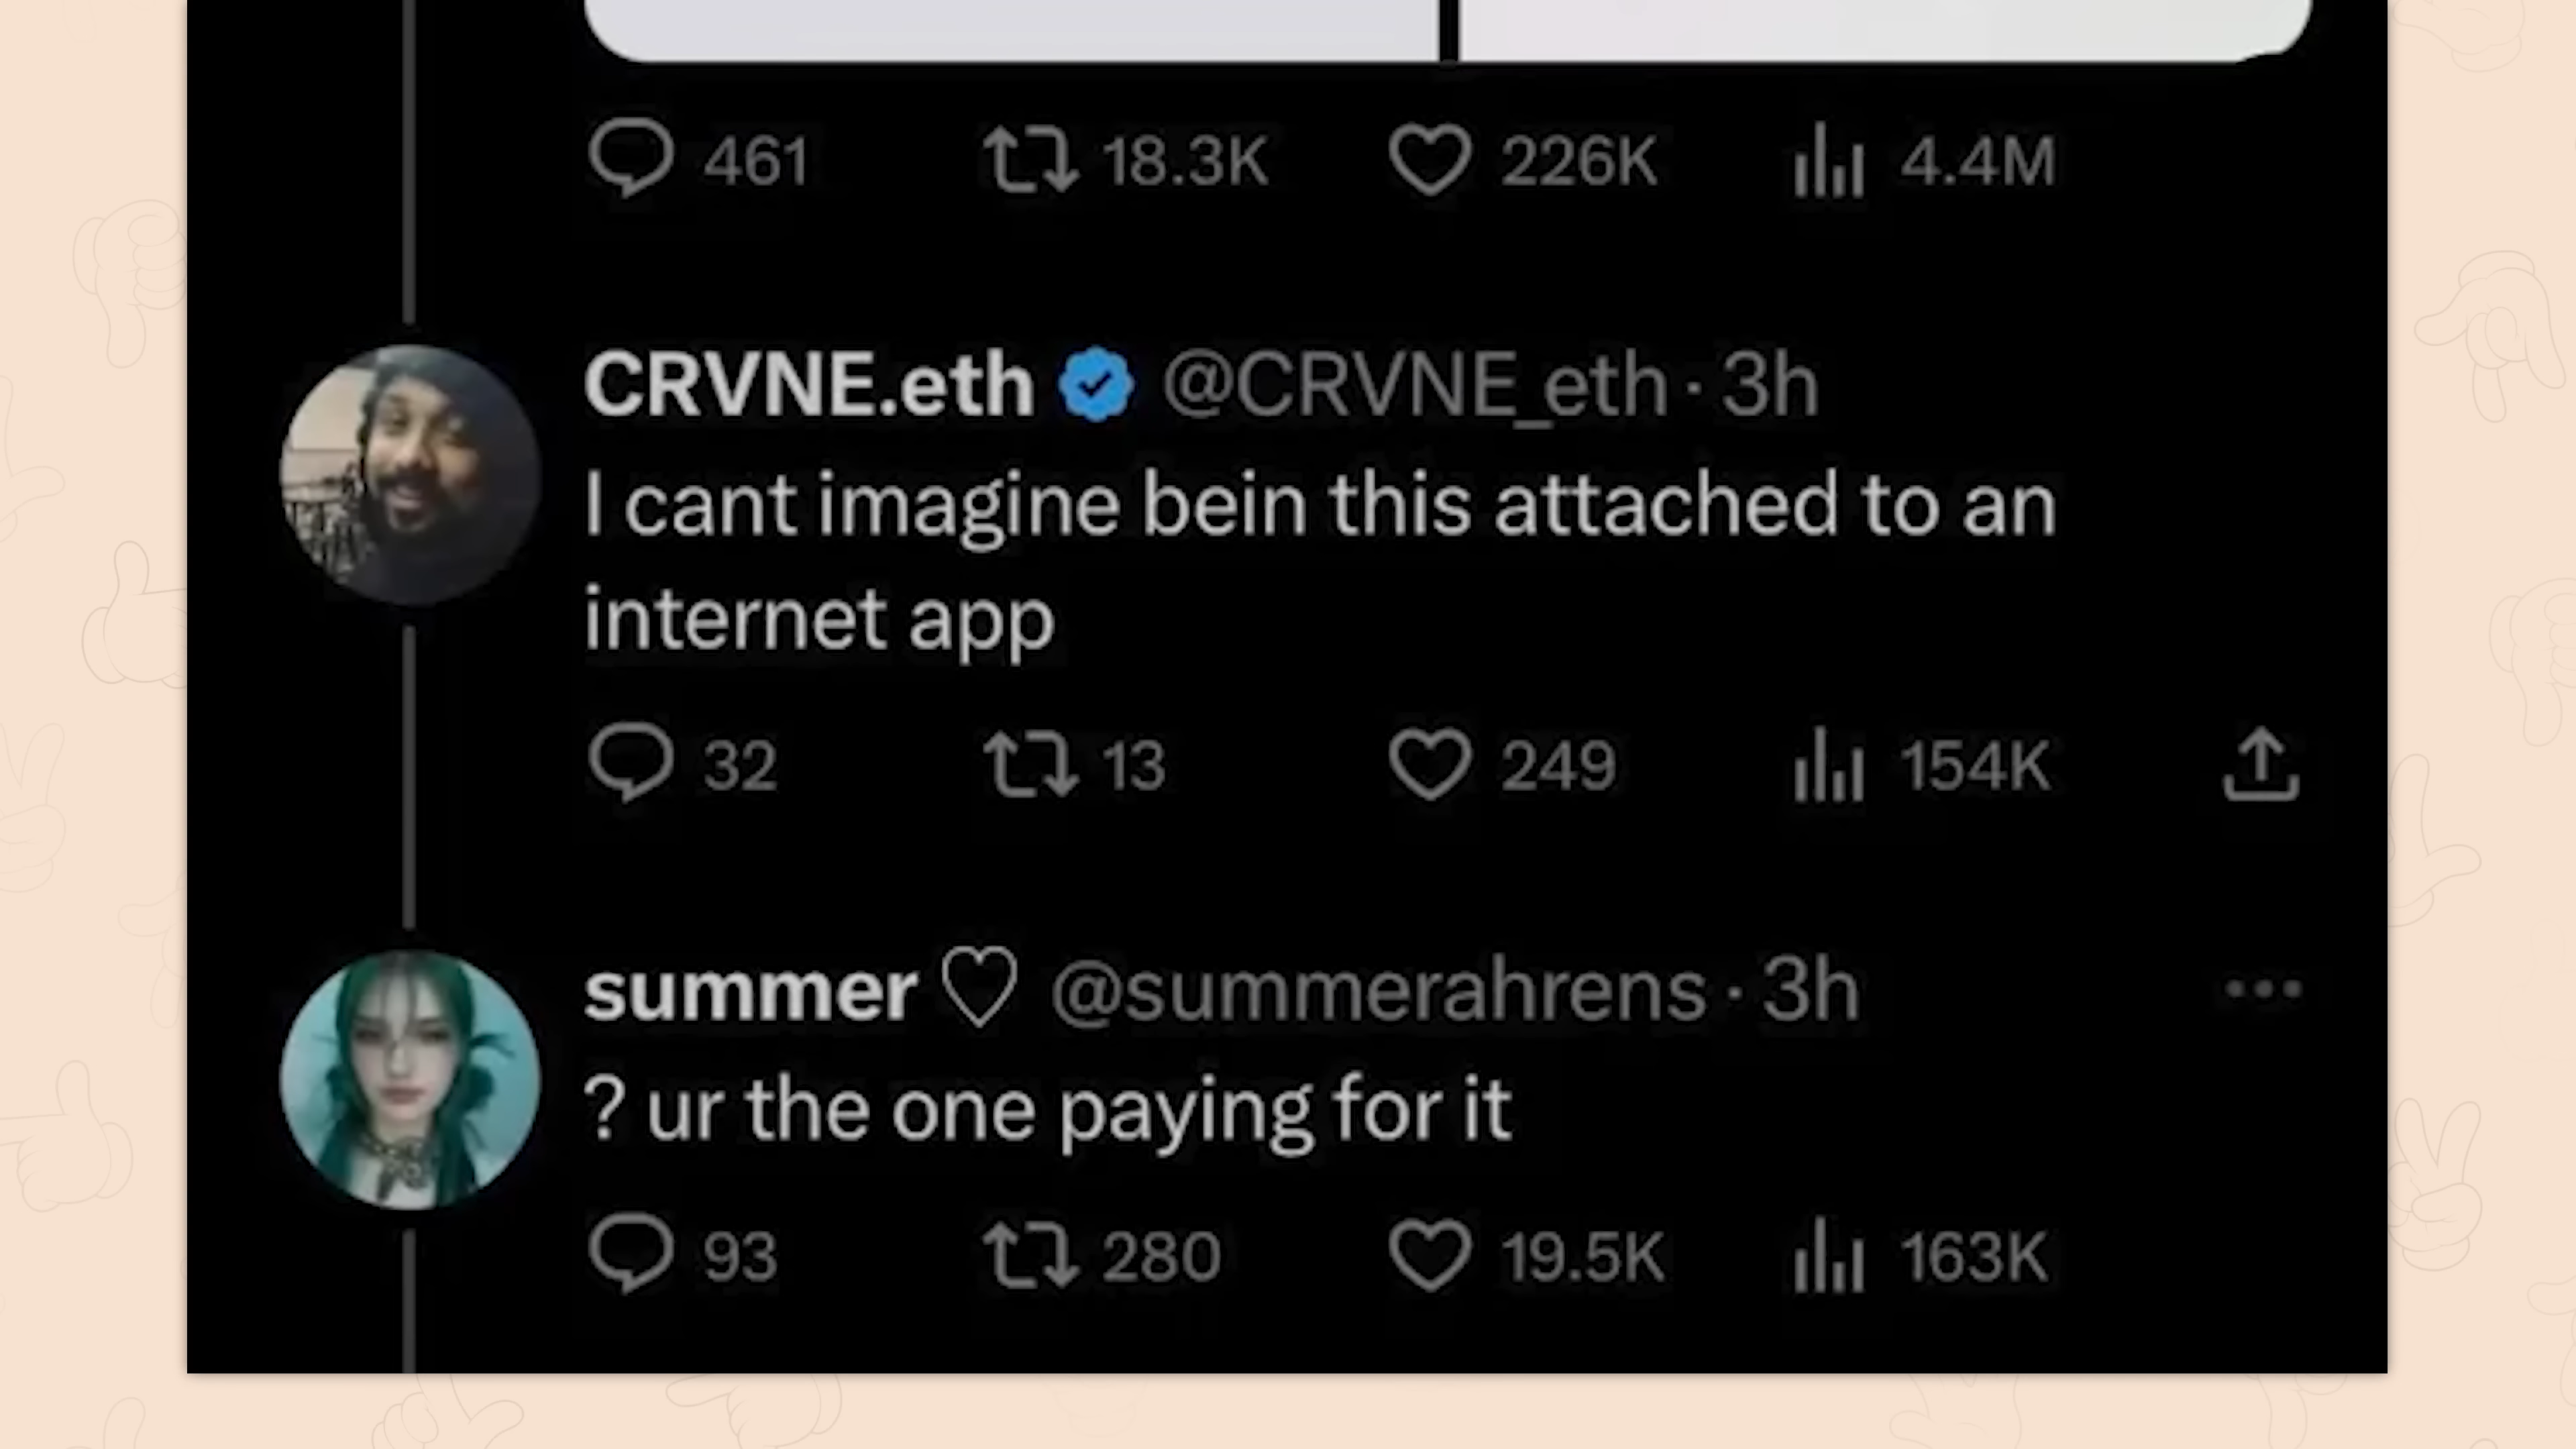 461 18.3K 226K 4.4M
CRVNE.eth @CRVNE_eth · 3h
I cant imagine bein this attached to an
internet app
32 13 249 154K
summer ♡ @summerahrens · 3h
? ur the one paying for it
93 280 19.5K 163K